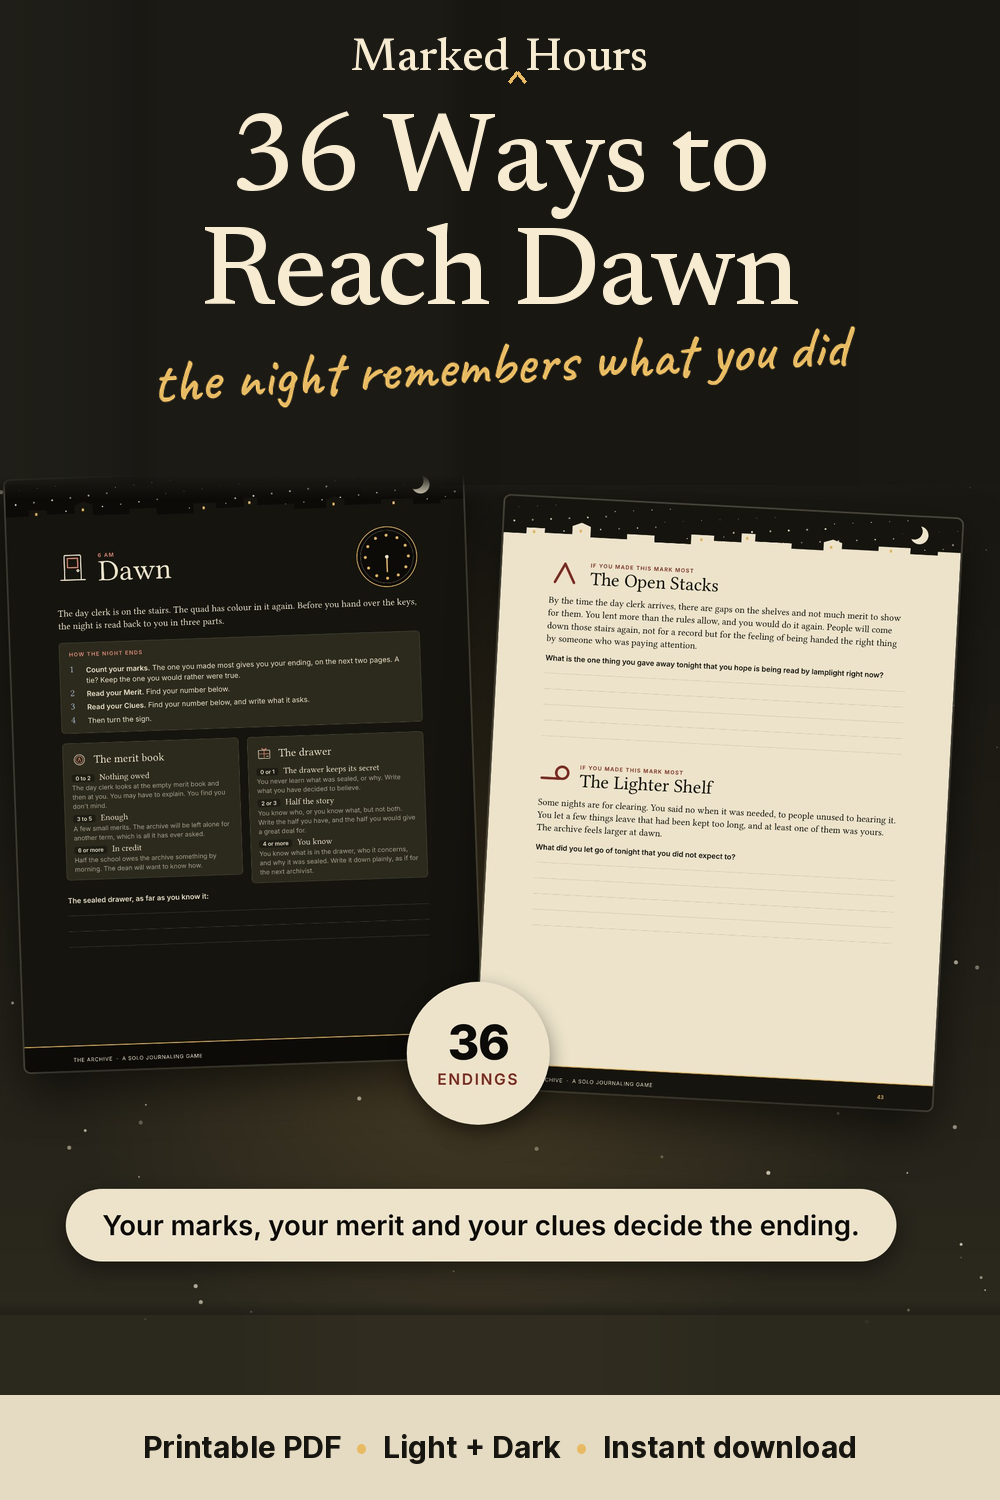 Marked Hours
36 Ways to
Reach Dawn
the night remembers what you did
6 AM
Dawn
The day clerk is on the stairs. The quad has colour in it again. Before you hand over the keys,
the night is read back to you in three parts.
HOW THE NIGHT ENDS
1 Count your marks. The one you made most gives you your ending, on the next two pages. A
tie? Keep the one you would rather were true.
2 Read your Merit. Find your number below.
3 Read your Clues. Find your number below, and write what it asks.
4 Then turn the sign.
The merit book
0 to 2 Nothing owed
The day clerk looks at the empty merit book and
then at you. You may have to explain. You find you
don't mind.
3 to 5 Enough
A few small merits. The archive will be left alone for
another term, which is all it has ever asked.
6 or more In credit
Half the school owes the archive something by
morning. The dean will want to know how.
The drawer
0 or 1 The drawer keeps its secret
You never learn what was sealed, or why. Write
what you have decided to believe.
2 or 3 Half the story
You know who, or you know what, but not both.
Write the half you have, and the half you would give
a great deal for.
4 or more You know
You know what is in the drawer, who it concerns,
and why it was sealed. Write it down plainly, as if for
the next archivist.
The sealed drawer, as far as you know it:
THE ARCHIVE · A SOLO JOURNALING GAME
IF YOU MADE THIS MARK MOST
The Open Stacks
By the time the day clerk arrives, there are gaps on the shelves and not much merit to show
for them. You lent more than the rules allow, and you would do it again. People will come
down those stairs again, not for a record but for the feeling of being handed the right thing
by someone who was paying attention.
What is the one thing you gave away tonight that you hope is being read by lamplight right now?
IF YOU MADE THIS MARK MOST
The Lighter Shelf
Some nights are for clearing. You said no when it was needed, to people unused to hearing it.
You let a few things leave that had been kept too long, and at least one of them was yours.
The archive feels larger at dawn.
What did you let go of tonight that you did not expect to?
CHIVE · A SOLO JOURNALING GAME
43
36
ENDINGS
Your marks, your merit and your clues decide the ending.
Printable PDF • Light + Dark • Instant download